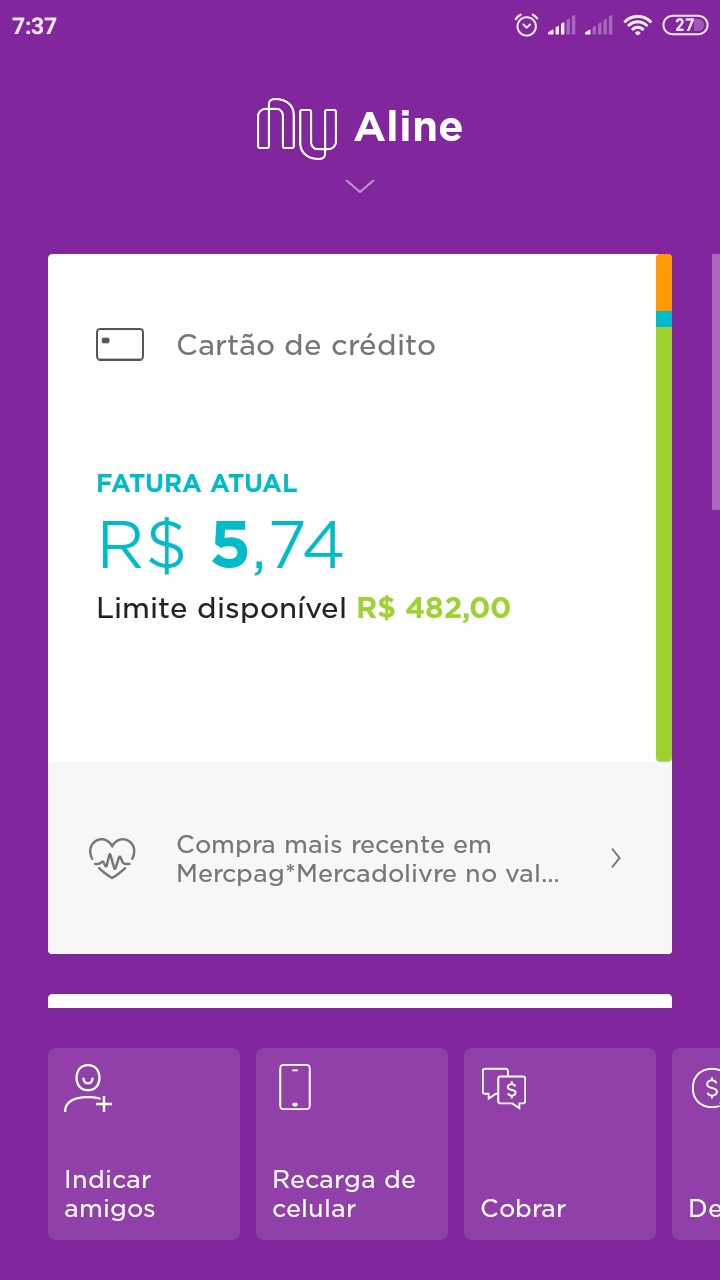 7:37
27
nu Aline
Cartão de crédito
FATURA ATUAL
R$ 5,74
Limite disponível R$ 482,00
Compra mais recente em
Mercpag*Mercadolivre no val...
Indicar
amigos
Recarga de
celular
Cobrar
De